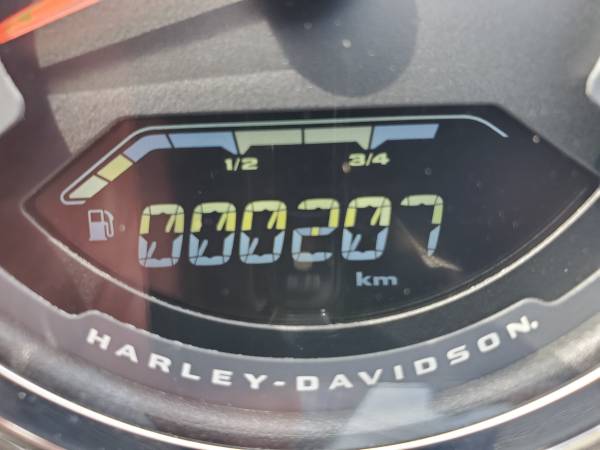 1/2 3/4
000207
km
HARLEY-DAVIDSON.